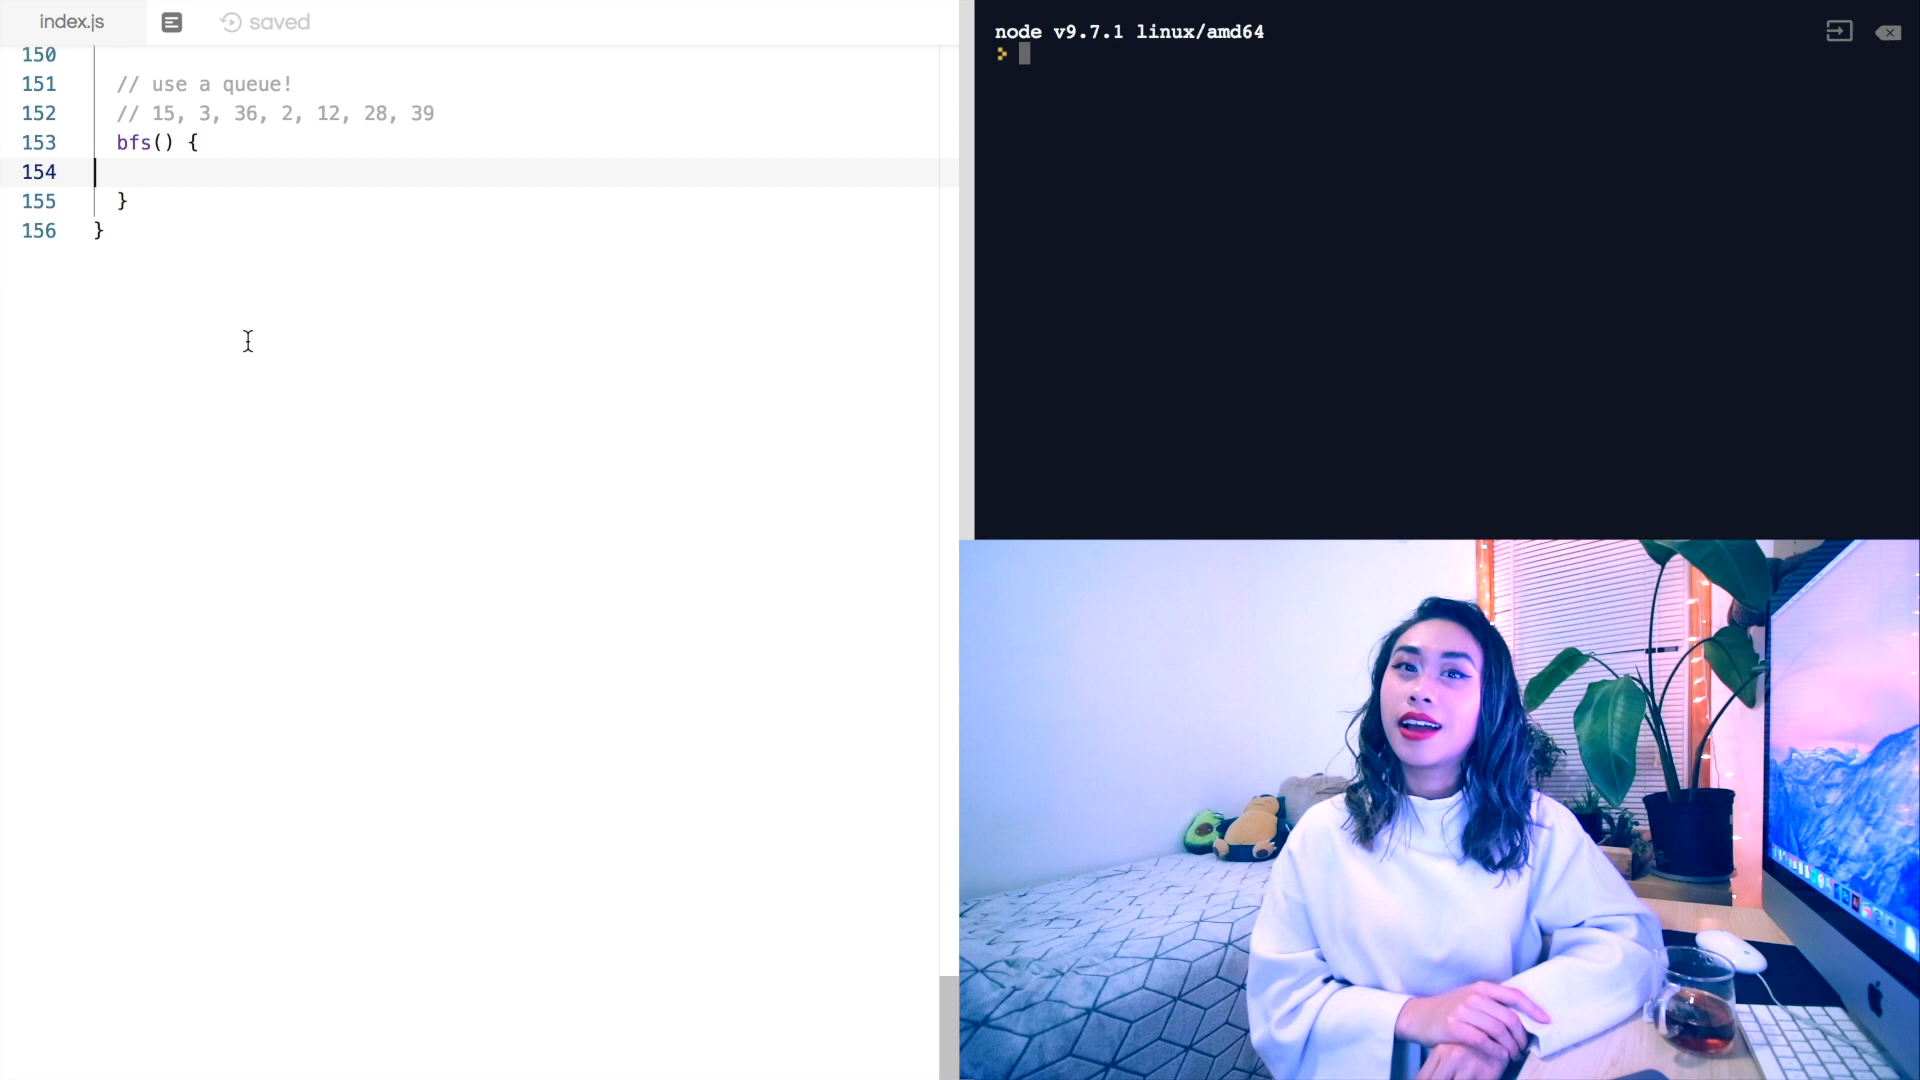 index.js saved
150
151 // use a queue!
152 // 15, 3, 36, 2, 12, 28, 39
153 bfs() {
154
155 }
156 }
node v9.7.1 linux/amd64